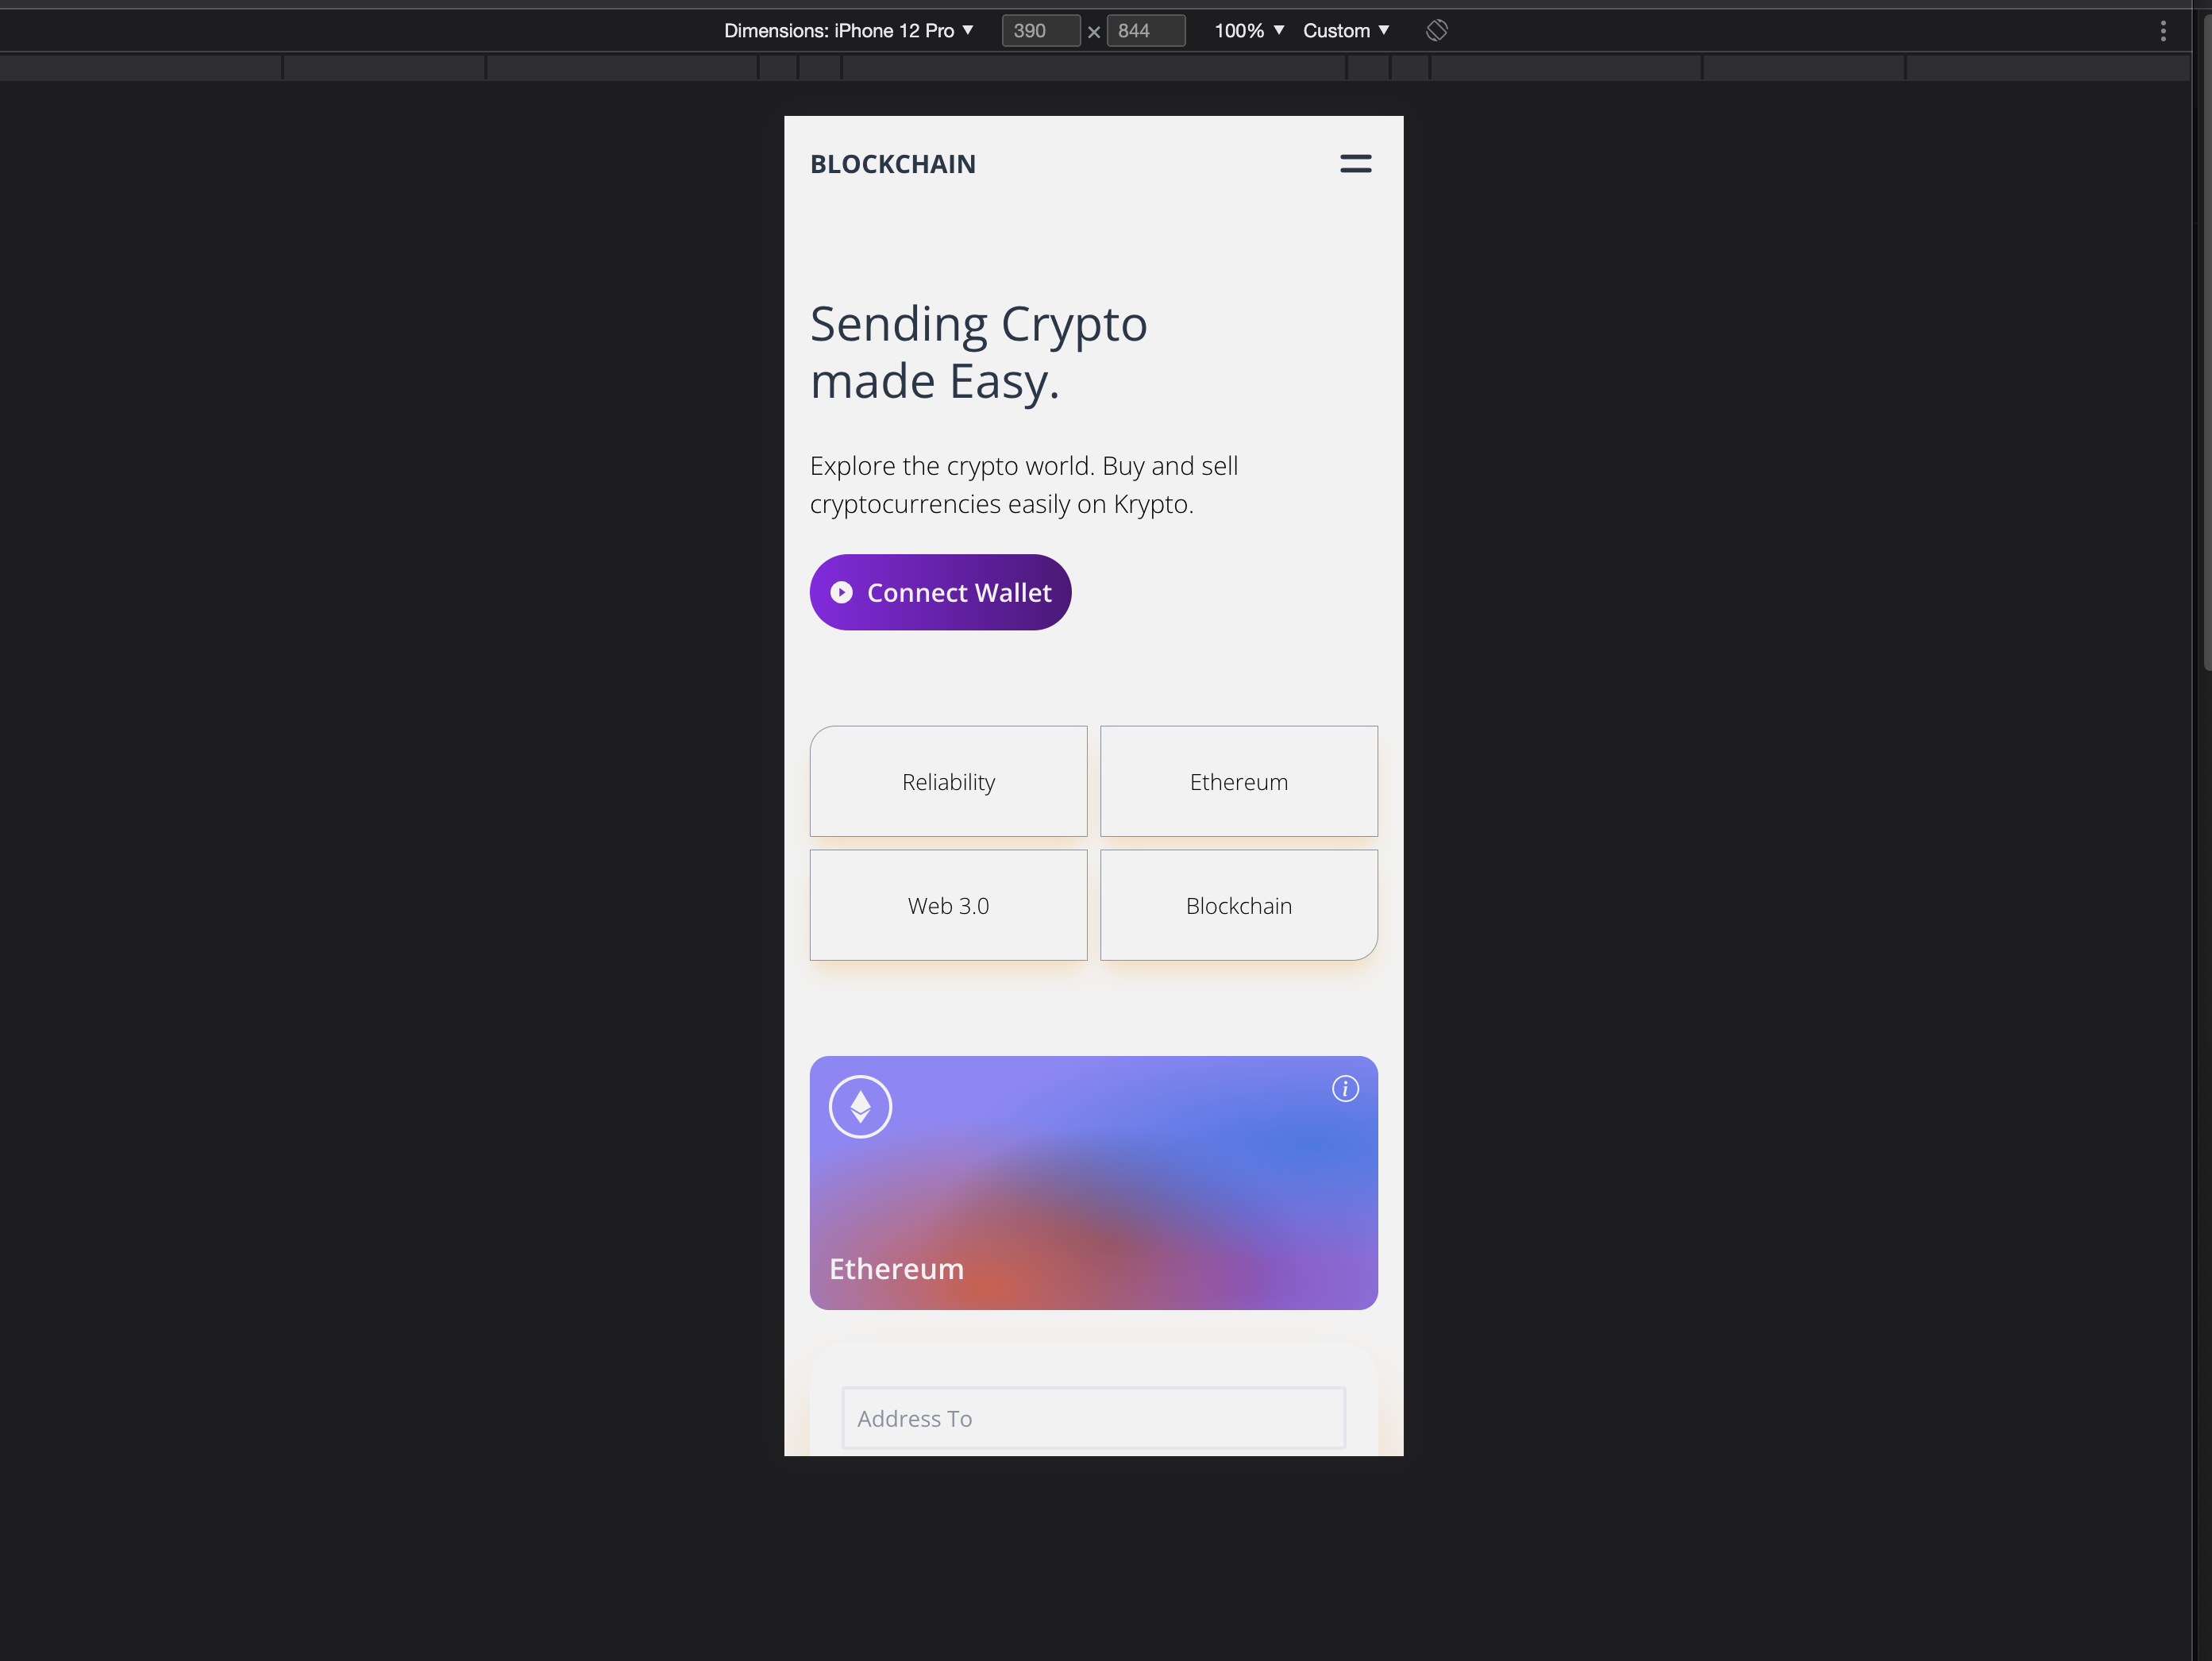 Dimensions: iPhone 12 Pro ▼ 390 × 844 100% ▼ Custom ▼
BLOCKCHAIN
Sending Crypto
made Easy.
Explore the crypto world. Buy and sell
cryptocurrencies easily on Krypto.
Connect Wallet
Reliability
Ethereum
Web 3.0
Blockchain
i
Ethereum
Address To